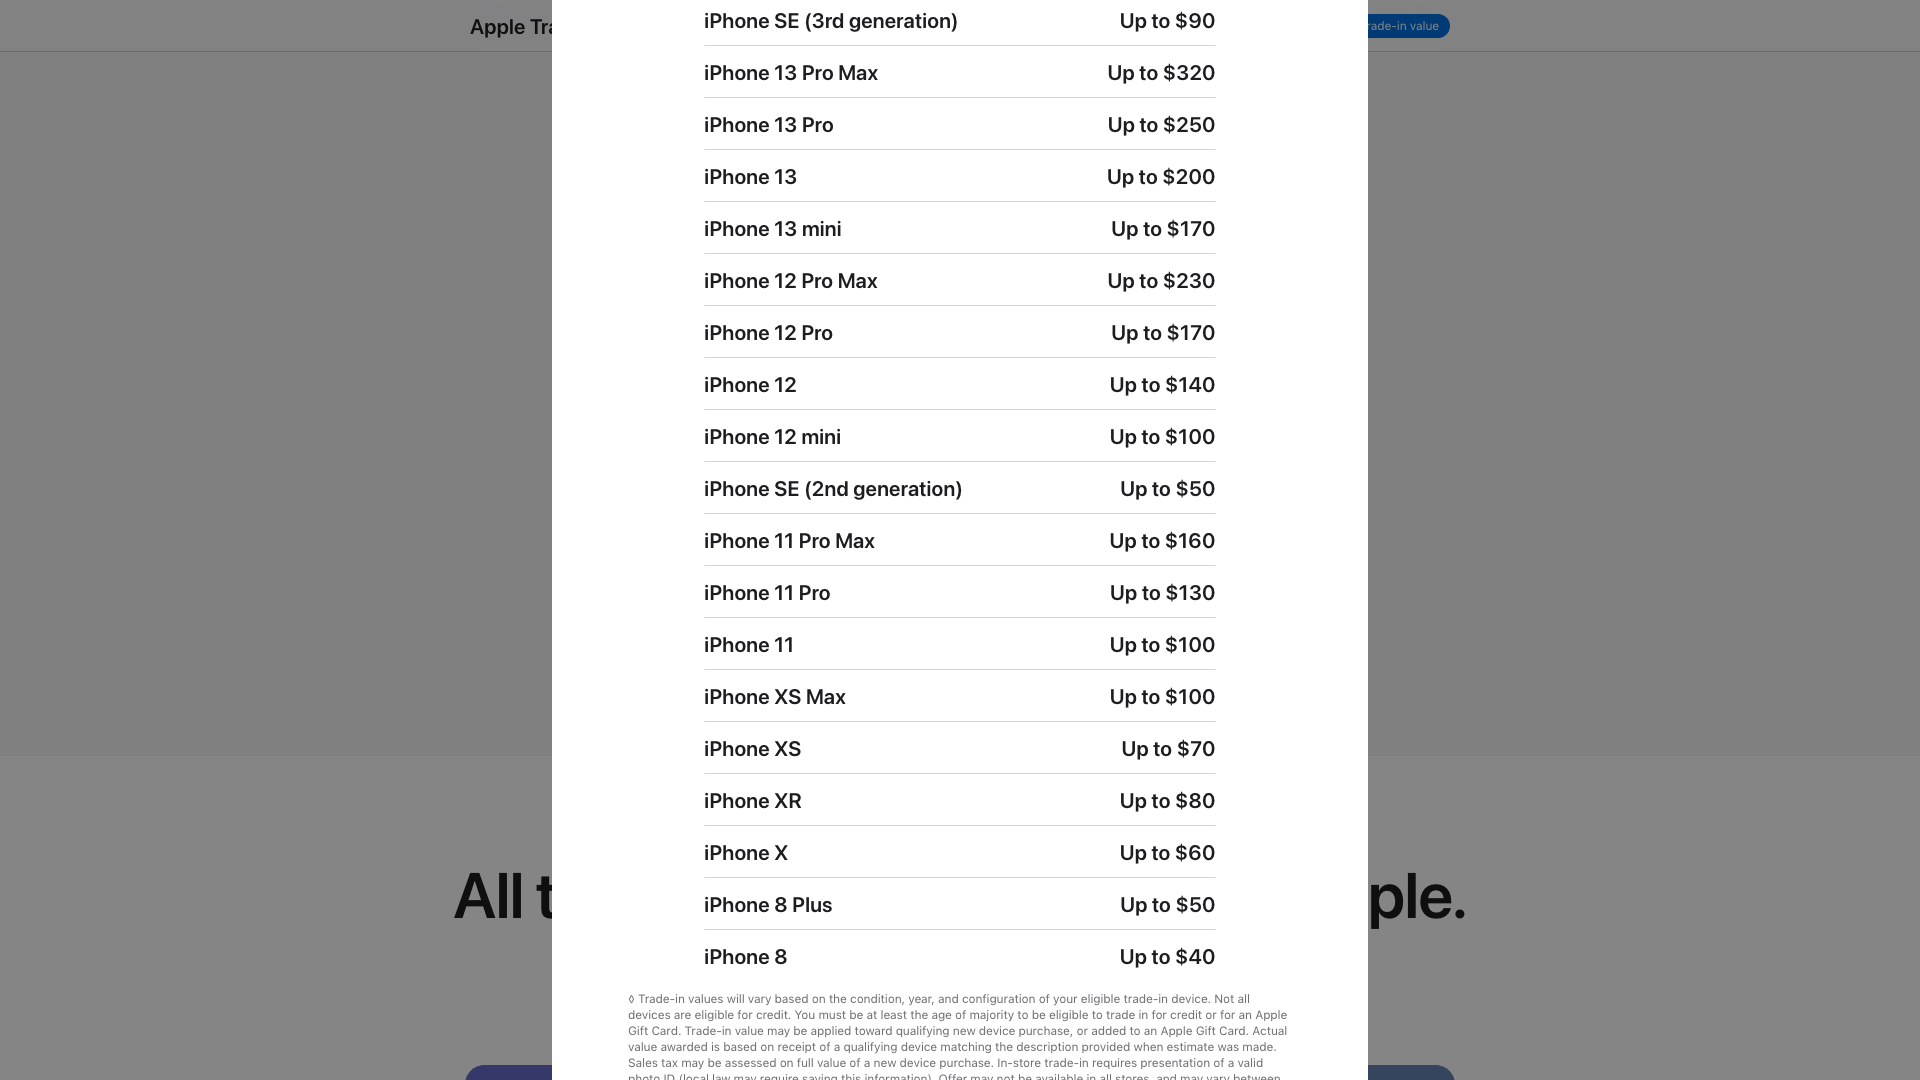 Apple Tra
rade-in value
iPhone SE (3rd generation) Up to $90
iPhone 13 Pro Max Up to $320
iPhone 13 Pro Up to $250
iPhone 13 Up to $200
iPhone 13 mini Up to $170
iPhone 12 Pro Max Up to $230
iPhone 12 Pro Up to $170
iPhone 12 Up to $140
iPhone 12 mini Up to $100
iPhone SE (2nd generation) Up to $50
iPhone 11 Pro Max Up to $160
iPhone 11 Pro Up to $130
iPhone 11 Up to $100
iPhone XS Max Up to $100
iPhone XS Up to $70
iPhone XR Up to $80
iPhone X Up to $60
iPhone 8 Plus Up to $50
iPhone 8 Up to $40
All t
ple.
◊ Trade-in values will vary based on the condition, year, and configuration of your eligible trade-in device. Not all
devices are eligible for credit. You must be at least the age of majority to be eligible to trade in for credit or for an Apple
Gift Card. Trade-in value may be applied toward qualifying new device purchase, or added to an Apple Gift Card. Actual
value awarded is based on receipt of a qualifying device matching the description provided when estimate was made.
Sales tax may be assessed on full value of a new device purchase. In-store trade-in requires presentation of a valid
photo ID (local law may require saving this information). Offer may not be available in all stores, and may vary between